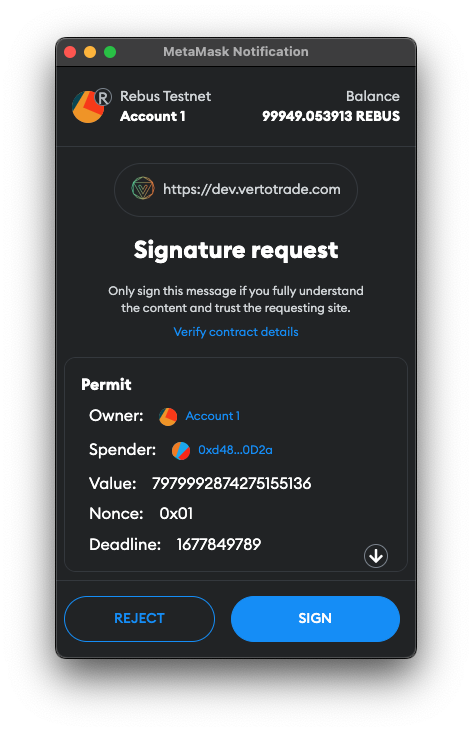 MetaMask Notification
R
Rebus Testnet
Account 1
Balance
99949.053913 REBUS
https://dev.vertotrade.com
Signature request
Only sign this message if you fully understand
the content and trust the requesting site.
Verify contract details
Permit
Owner: Account 1
Spender: 0xd48...0D2a
Value: 7979992874275155136
Nonce: 0x01
Deadline: 1677849789
REJECT
SIGN